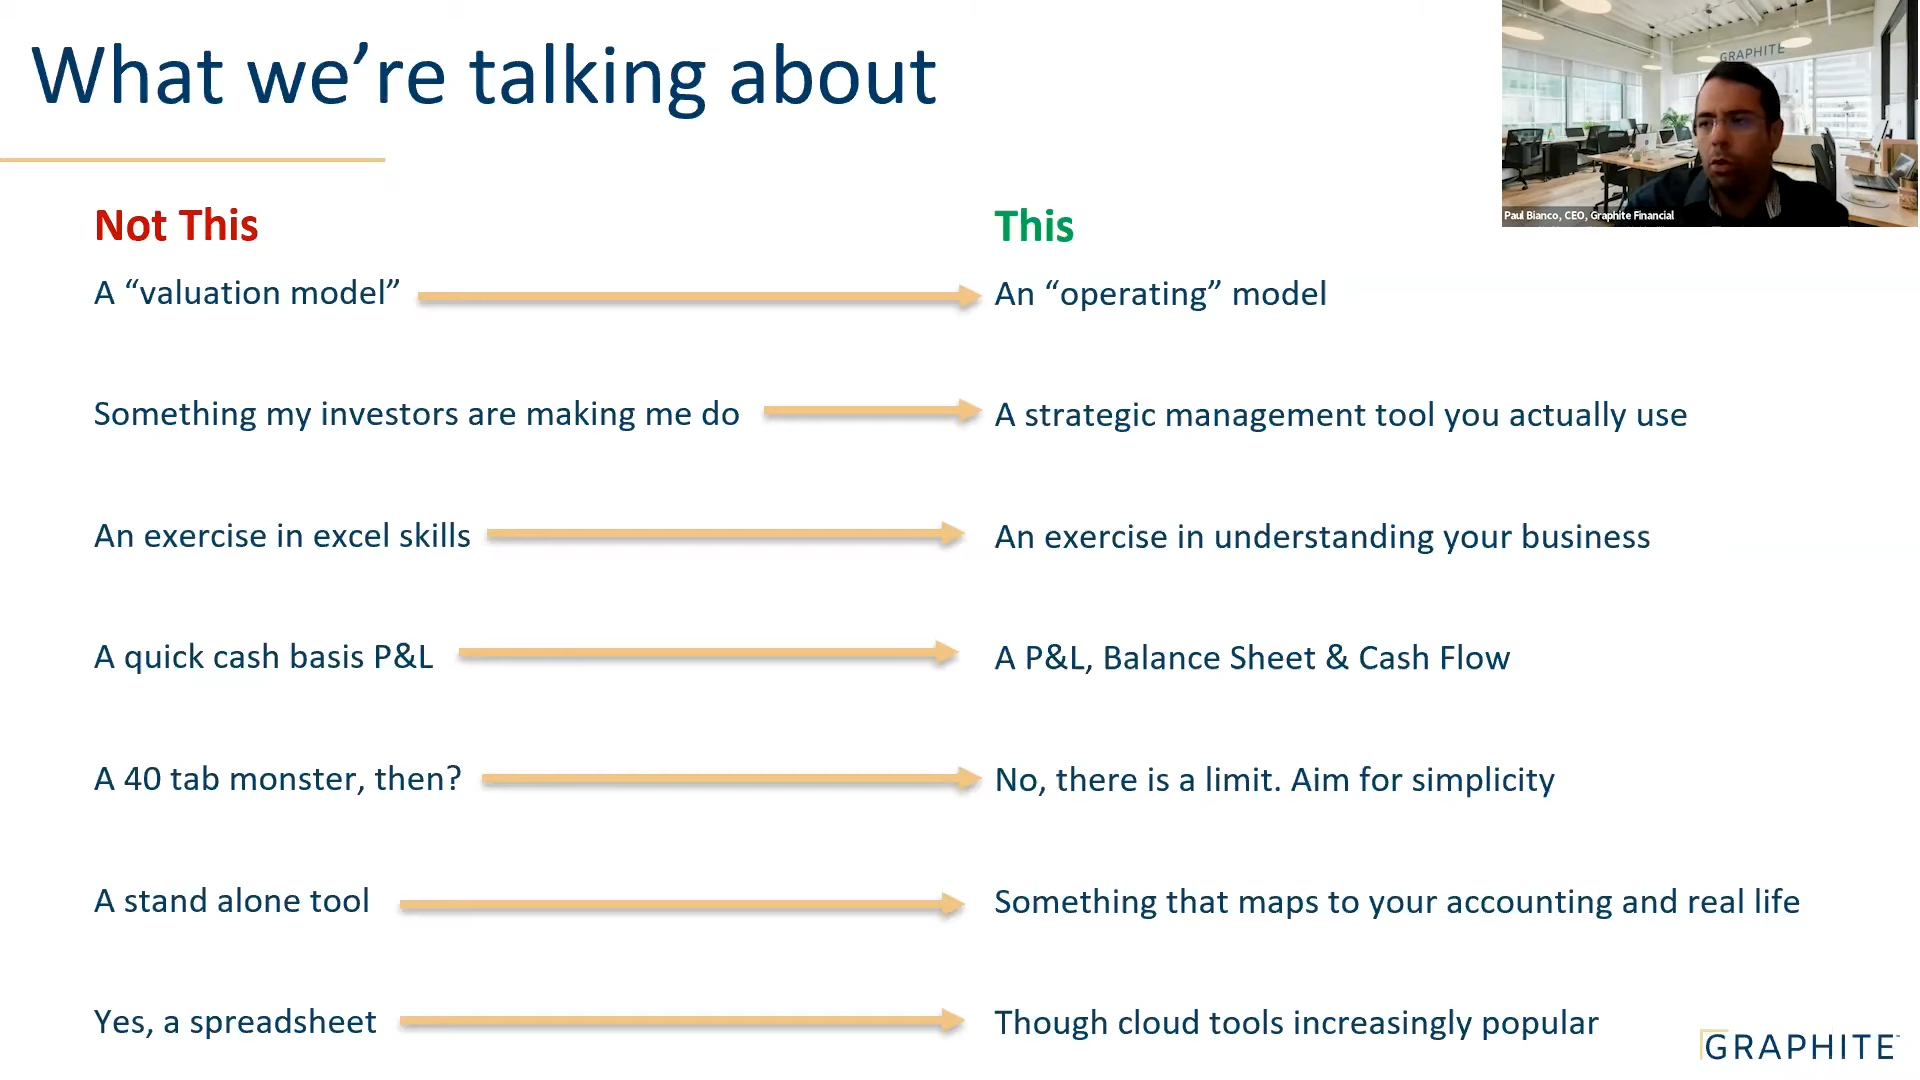 What we’re talking about
GRAPHITE
Paul Bianco, CEO, Graphite Financial
Not This
This
A “valuation model”
An “operating” model
Something my investors are making me do
A strategic management tool you actually use
An exercise in excel skills
An exercise in understanding your business
A quick cash basis P&L
A P&L, Balance Sheet & Cash Flow
A 40 tab monster, then?
No, there is a limit. Aim for simplicity
A stand alone tool
Something that maps to your accounting and real life
Yes, a spreadsheet
Though cloud tools increasingly popular
GRAPHITE